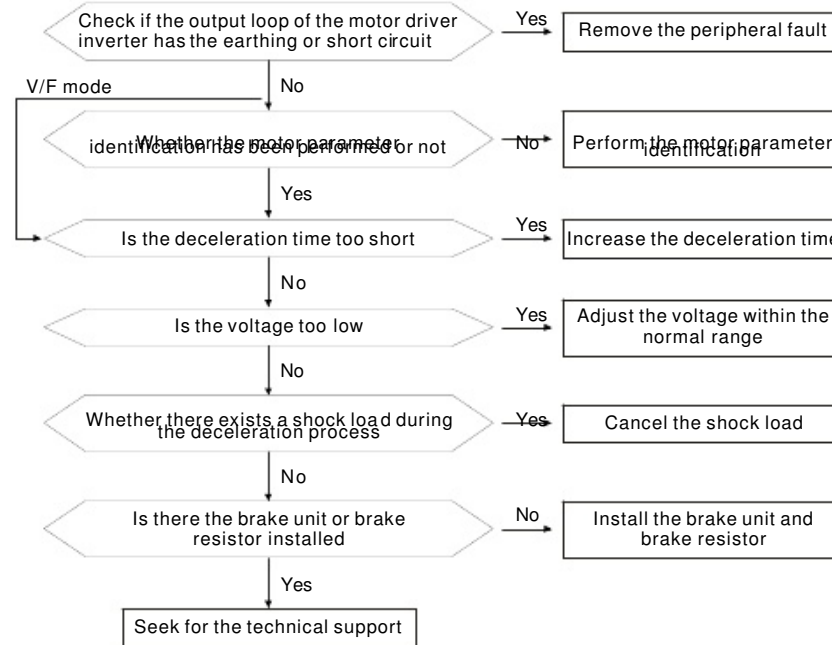 Check if the output loop of the motor driver
inverter has the earthing or short circuit
Yes
Remove the peripheral fault
No
V/F mode
Whether the motor parameter
identification has been performed or not
No
Perform the motor parameter
identification
Yes
Is the deceleration time too short
Yes
Increase the deceleration time
No
Is the voltage too low
Yes
Adjust the voltage within the
normal range
No
Whether there exists a shock load during
the deceleration process
Yes
Cancel the shock load
No
Is there the brake unit or brake
resistor installed
No
Install the brake unit and
brake resistor
Yes
Seek for the technical support